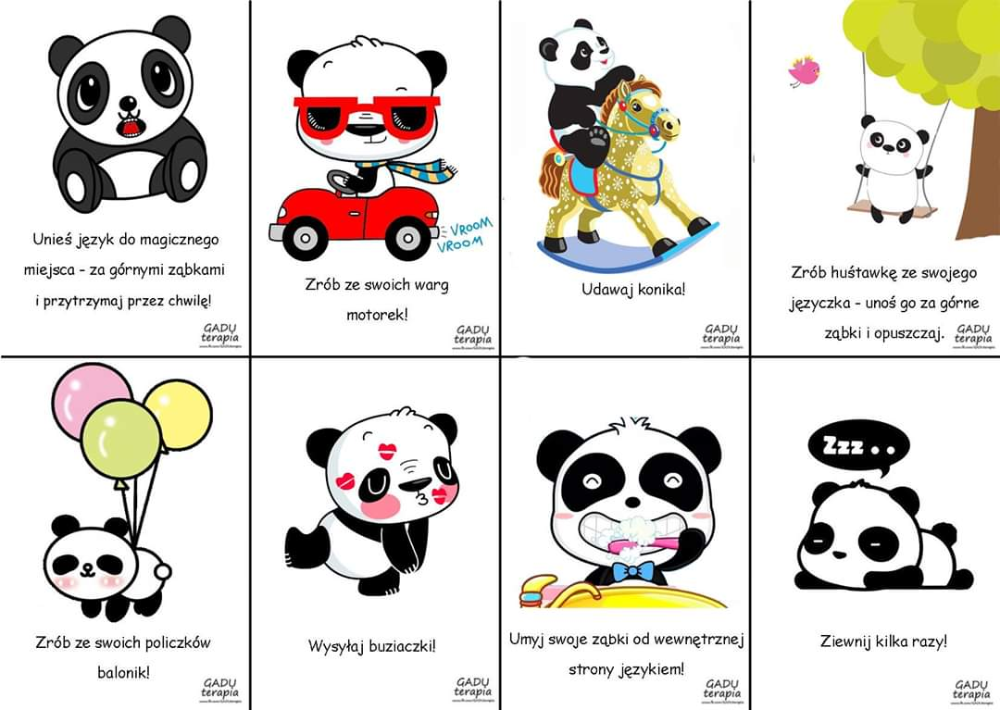 Unieś język do magicznego
miejsca - za górnymi ząbkami
i przytrzymaj przez chwilę!
GADU
terapia
VROOM
VROOM
Zrób ze swoich warg
motorek!
GADU
terapia
Udawaj konika!
GADU
terapia
Zrób huśtawkę ze swojego
języczka - unoś go za górne
ząbki i opuszczaj.
GADU
terapia
Zrób ze swoich policzków
balonik!
GADU
terapia
Wysyłaj buziaczki!
GADU
terapia
Umyj swoje ząbki od wewnętrznej
strony językiem!
GADU
terapia
Zzz..
Ziewnij kilka razy!
GADU
terapia